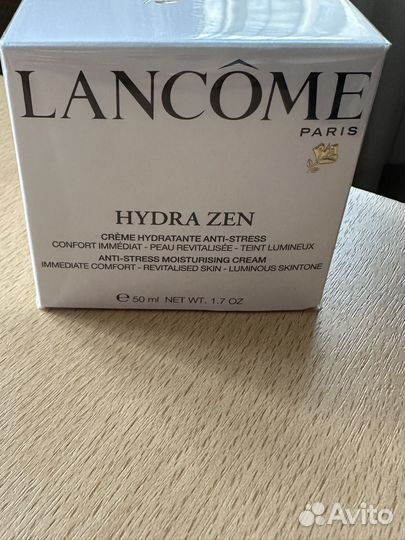 LANCÔME
PARIS
HYDRA ZEN
CRÈME HYDRATANTE ANTI-STRESS
CONFORT IMMÉDIAT - PEAU REVITALISÉE - TEINT LUMINEUX
ANTI-STRESS MOISTURISING CREAM
IMMEDIATE COMFORT - REVITALISED SKIN - LUMINOUS SKINTONE
℮ 50 ml NET WT. 1.7 OZ
Avito